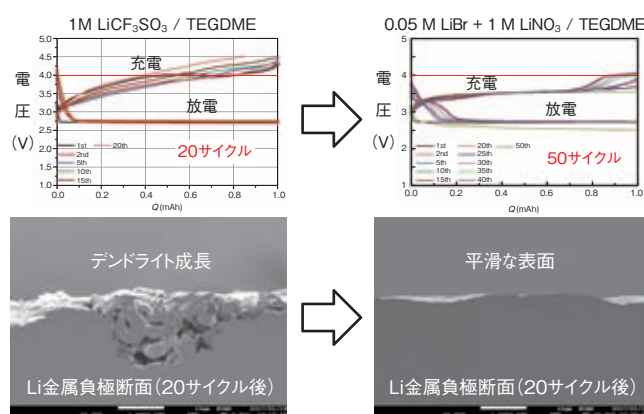 1M LiCF₃SO₃ / TEGDME
電圧(V)
5.0
4.5
4.0
3.5
3.0
2.5
2.0
1.5
1.0
充電
放電
20サイクル
1st
20th
2nd
5th
10th
15th
0.0
0.2
0.4
0.6
0.8
1.0
Q(mAh)
0.05 M LiBr + 1 M LiNO₃ / TEGDME
電圧(V)
5
4
3
2
1
充電
放電
50サイクル
1st
20th
50th
2nd
25th
5th
30th
10th
35th
15th
40th
0.0
0.2
0.4
0.6
0.8
1.0
Q(mAh)
デンドライト成長
Li金属負極断面(20サイクル後)
平滑な表面
Li金属負極断面(20サイクル後)